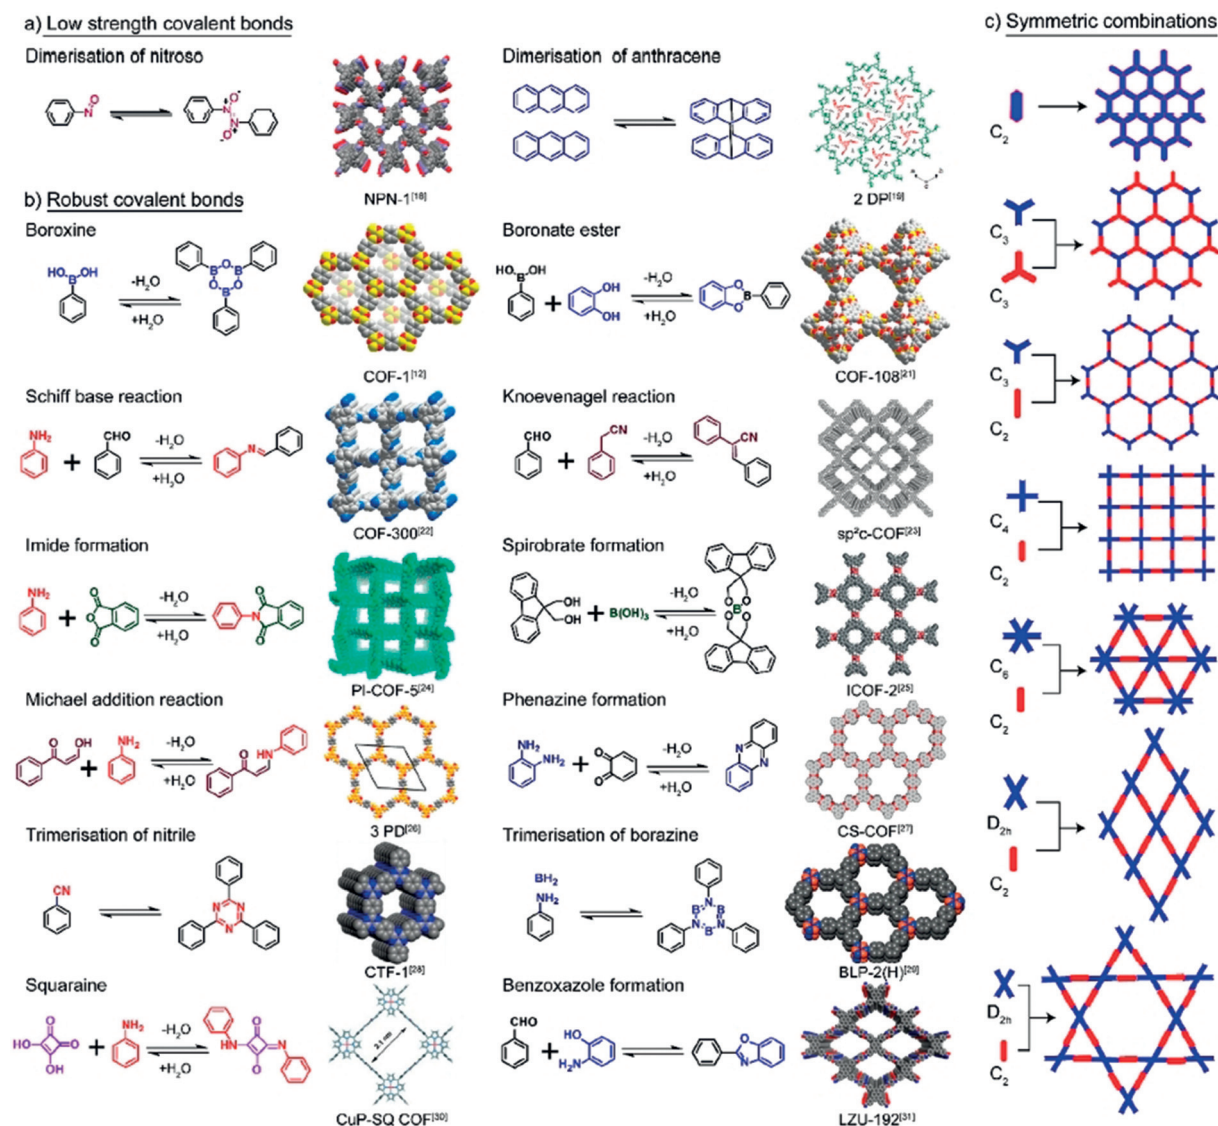 a) Low strength covalent bonds
Dimerisation of nitroso
NPN-1[18]
Dimerisation of anthracene
2 DP[19]
b) Robust covalent bonds
Boroxine
HO B OH
-H2O
+H2O
COF-1[12]
Boronate ester
HO B OH
+
OH
OH
-H2O
+H2O
COF-108[21]
Schiff base reaction
NH2
+
CHO
-H2O
+H2O
N
COF-300[22]
Knoevenagel reaction
CHO
+
CN
-H2O
+H2O
CN
sp2c-COF[23]
Imide formation
NH2
+
-H2O
+H2O
PI-COF-5[24]
Spirobrate formation
OH
OH
+
B(OH)3
-H2O
+H2O
ICOF-2[25]
Michael addition reaction
O OH
+
NH2
-H2O
+H2O
O HN
3 PD[26]
Phenazine formation
NH2
NH2
+
-H2O
+H2O
N
N
CS-COF[27]
Trimerisation of nitrile
CN
CTF-1[28]
Trimerisation of borazine
BH2
NH2
BLP-2(H)[29]
Squaraine
HO
OH
+
NH2
-H2O
+H2O
HN
2.1 nm
CuP-SQ COF[30]
Benzoxazole formation
CHO
+
HO
H2N
LZU-192[31]
c) Symmetric combinations
C2
C3
C3
C3
C2
C4
C2
C6
C2
D2h
C2
D2h
C2